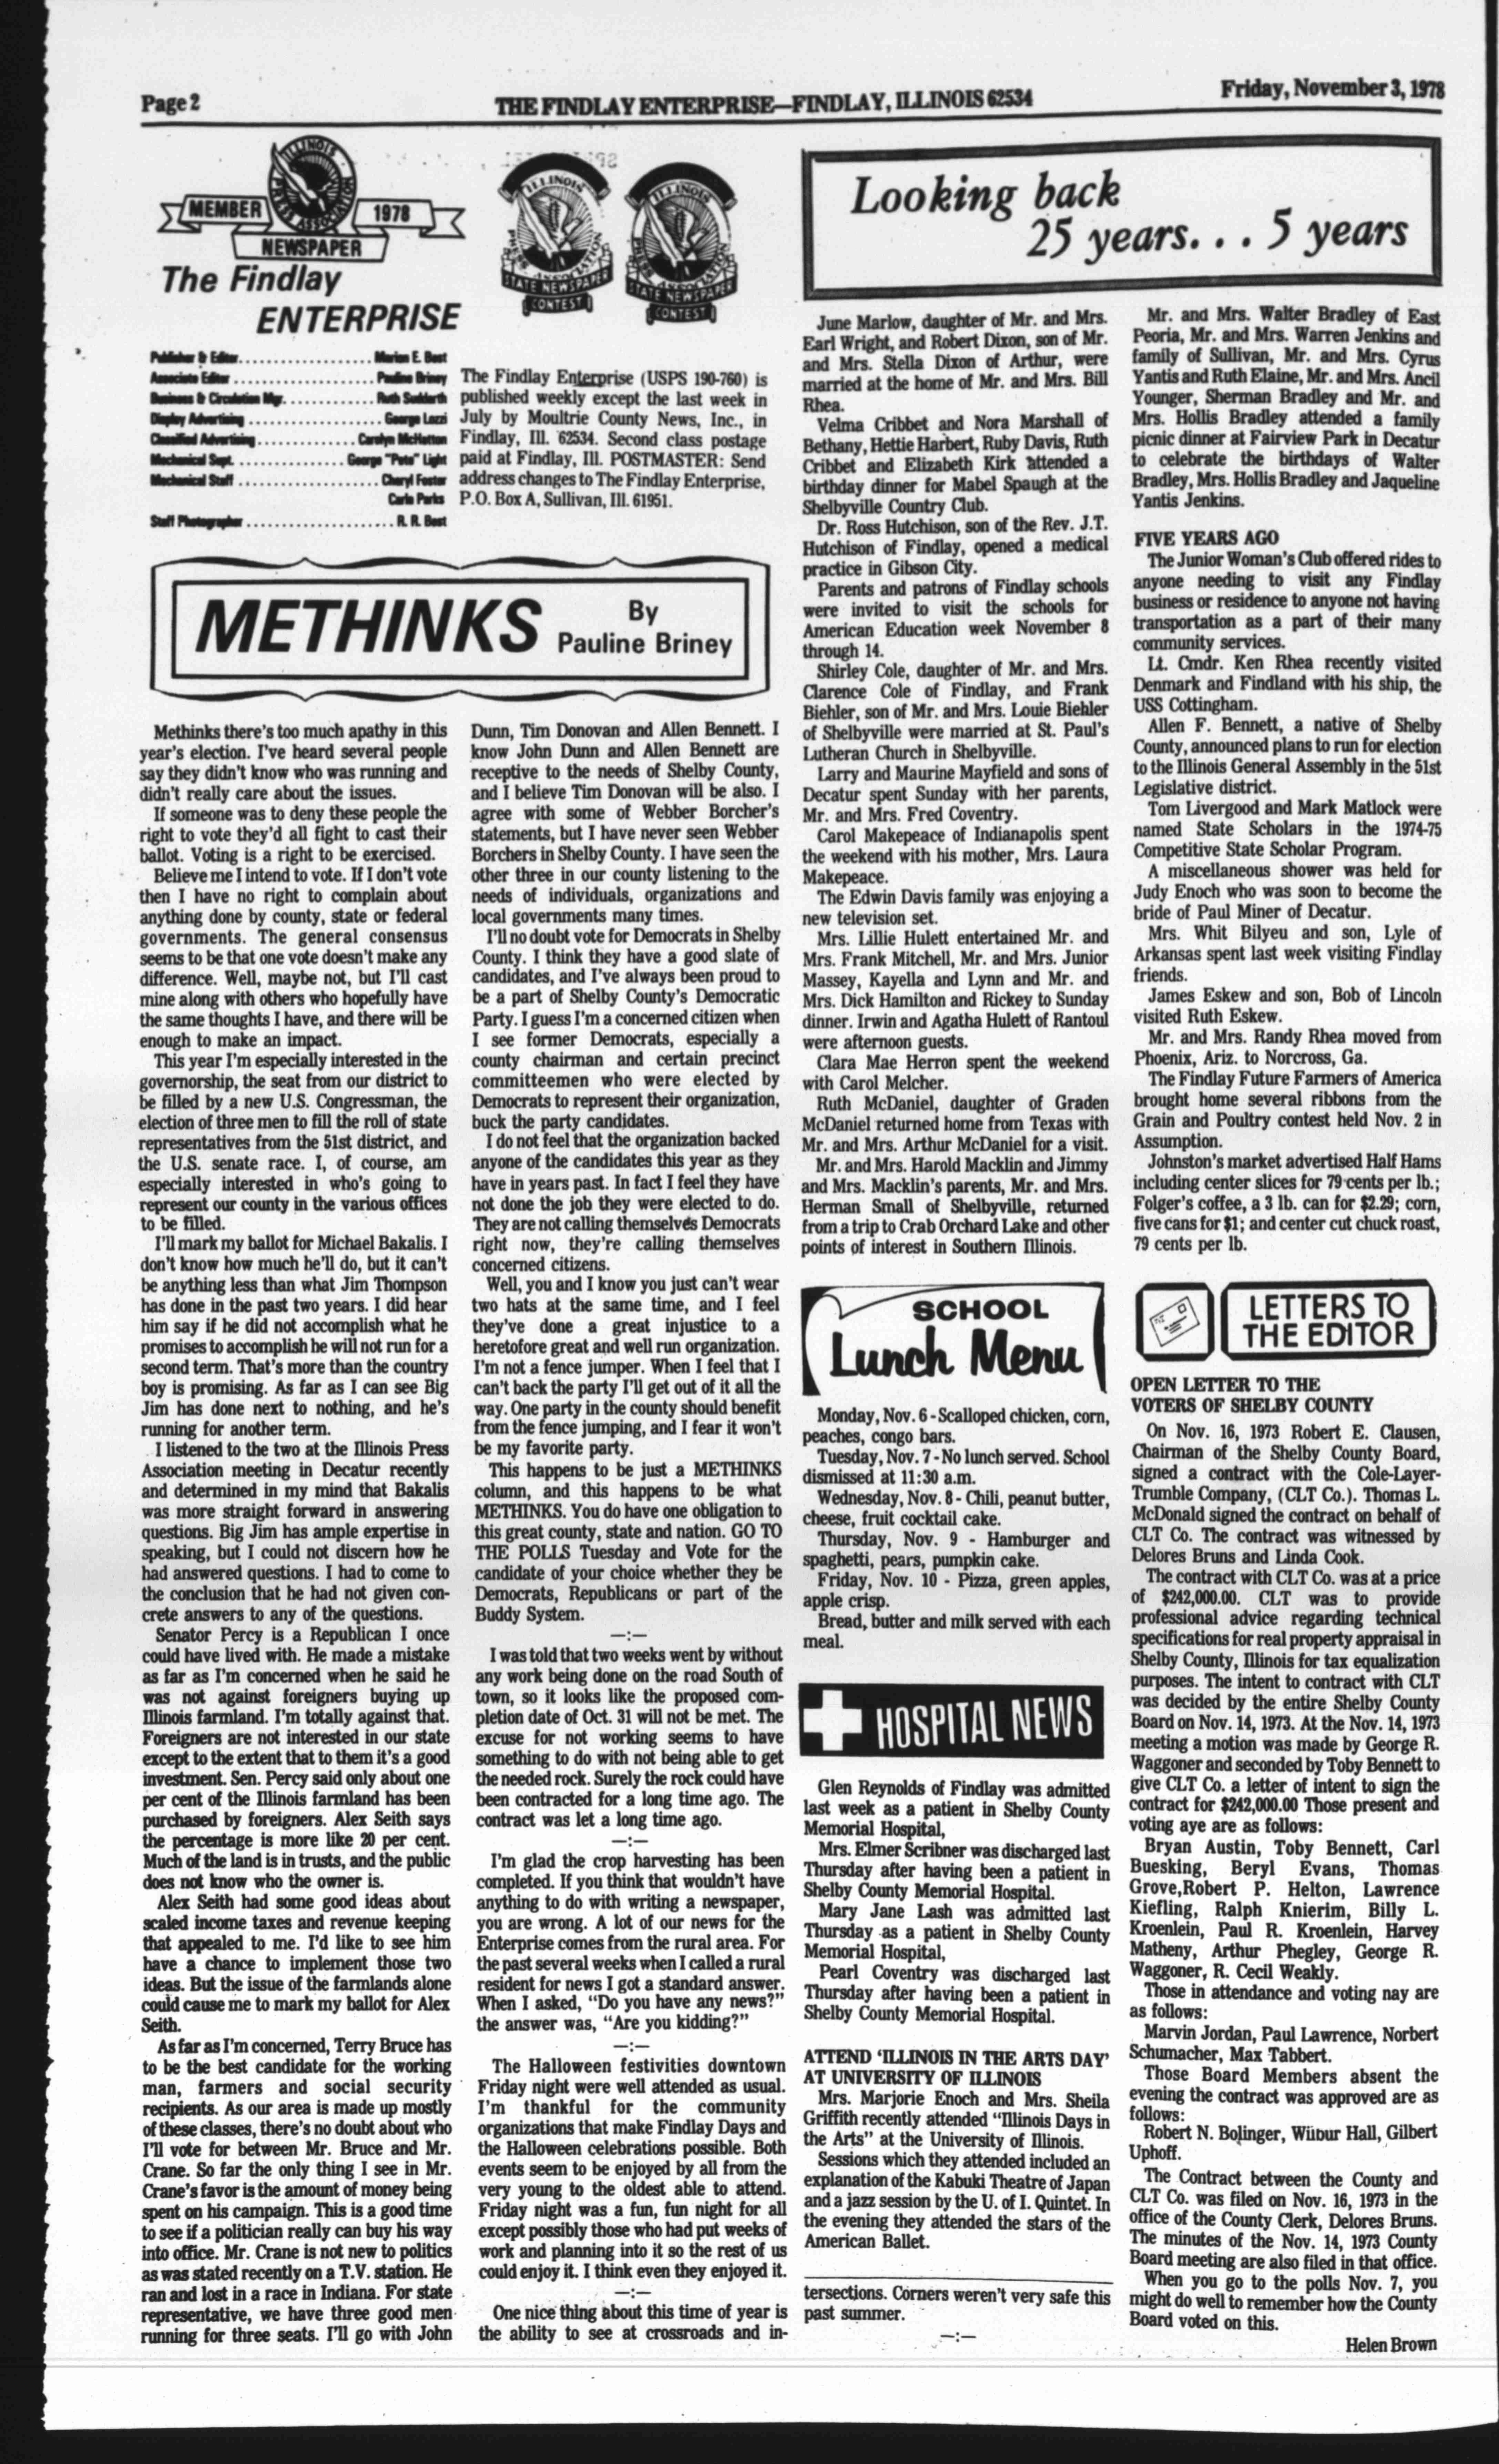 Page 2
THE FINDLAY ENTERPRISE—FINDLAY, ILLINOIS 62534
Friday, November 3, 1978
ILLINOIS
PRESS ASSOCIATION
MEMBER
1978
NEWSPAPER
The Findlay
ENTERPRISE
ILLINOIS
PRESS ASSOCIATION
STATE NEWSPAPER
CONTEST
ILLINOIS
PRESS ASSOCIATION
STATE NEWSPAPER
CONTEST
Publisher & Editor. . . . . . . . . . . . . . . . . . Marion E. Best
Associate Editor . . . . . . . . . . . . . . . . . . . Pauline Briney
Business & Circulation Mgr. . . . . . . . . . . . . Ruth Suddarth
Display Advertising . . . . . . . . . . . . . . . . . . George Lazzi
Classified Advertising . . . . . . . . . . . . . Carolyn McHatton
Mechanical Supt. . . . . . . . . . . . . . . George "Pete" Light
Mechanical Staff . . . . . . . . . . . . . . . . . . . Cheryl Foster
Carla Parks
Staff Photographer . . . . . . . . . . . . . . . . . . . . R. R. Best
The Findlay Enterprise (USPS 190-760) is
published weekly except the last week in
July by Moultrie County News, Inc., in
Findlay, Ill. 62534. Second class postage
paid at Findlay, Ill. POSTMASTER: Send
address changes to The Findlay Enterprise,
P.O. Box A, Sullivan, Ill. 61951.
METHINKS
By
Pauline Briney
Methinks there's too much apathy in this
year's election. I've heard several people
say they didn't know who was running and
didn't really care about the issues.
If someone was to deny these people the
right to vote they'd all fight to cast their
ballot. Voting is a right to be exercised.
Believe me I intend to vote. If I don't vote
then I have no right to complain about
anything done by county, state or federal
governments. The general consensus
seems to be that one vote doesn't make any
difference. Well, maybe not, but I'll cast
mine along with others who hopefully have
the same thoughts I have, and there will be
enough to make an impact.
This year I'm especially interested in the
governorship, the seat from our district to
be filled by a new U.S. Congressman, the
election of three men to fill the roll of state
representatives from the 51st district, and
the U.S. senate race. I, of course, am
especially interested in who's going to
represent our county in the various offices
to be filled.
I'll mark my ballot for Michael Bakalis. I
don't know how much he'll do, but it can't
be anything less than what Jim Thompson
has done in the past two years. I did hear
him say if he did not accomplish what he
promises to accomplish he will not run for a
second term. That's more than the country
boy is promising. As far as I can see Big
Jim has done next to nothing, and he's
running for another term.
I listened to the two at the Illinois Press
Association meeting in Decatur recently
and determined in my mind that Bakalis
was more straight forward in answering
questions. Big Jim has ample expertise in
speaking, but I could not discern how he
had answered questions. I had to come to
the conclusion that he had not given con-
crete answers to any of the questions.
Senator Percy is a Republican I once
could have lived with. He made a mistake
as far as I'm concerned when he said he
was not against foreigners buying up
Illinois farmland. I'm totally against that.
Foreigners are not interested in our state
except to the extent that to them it's a good
investment. Sen. Percy said only about one
per cent of the Illinois farmland has been
purchased by foreigners. Alex Seith says
the percentage is more like 20 per cent.
Much of the land is in trusts, and the public
does not know who the owner is.
Alex Seith had some good ideas about
scaled income taxes and revenue keeping
that appealed to me. I'd like to see him
have a chance to implement those two
ideas. But the issue of the farmlands alone
could cause me to mark my ballot for Alex
Seith.
As far as I'm concerned, Terry Bruce has
to be the best candidate for the working
man, farmers and social security
recipients. As our area is made up mostly
of these classes, there's no doubt about who
I'll vote for between Mr. Bruce and Mr.
Crane. So far the only thing I see in Mr.
Crane's favor is the amount of money being
spent on his campaign. This is a good time
to see if a politician really can buy his way
into office. Mr. Crane is not new to politics
as was stated recently on a T.V. station. He
ran and lost in a race in Indiana. For state
representative, we have three good men
running for three seats. I'll go with John
Dunn, Tim Donovan and Allen Bennett. I
know John Dunn and Allen Bennett are
receptive to the needs of Shelby County,
and I believe Tim Donovan will be also. I
agree with some of Webber Borcher's
statements, but I have never seen Webber
Borchers in Shelby County. I have seen the
other three in our county listening to the
needs of individuals, organizations and
local governments many times.
I'll no doubt vote for Democrats in Shelby
County. I think they have a good slate of
candidates, and I've always been proud to
be a part of Shelby County's Democratic
Party. I guess I'm a concerned citizen when
I see former Democrats, especially a
county chairman and certain precinct
committeemen who were elected by
Democrats to represent their organization,
buck the party candidates.
I do not feel that the organization backed
anyone of the candidates this year as they
have in years past. In fact I feel they have
not done the job they were elected to do.
They are not calling themselves Democrats
right now, they're calling themselves
concerned citizens.
Well, you and I know you just can't wear
two hats at the same time, and I feel
they've done a great injustice to a
heretofore great and well run organization.
I'm not a fence jumper. When I feel that I
can't back the party I'll get out of it all the
way. One party in the county should benefit
from the fence jumping, and I fear it won't
be my favorite party.
This happens to be just a METHINKS
column, and this happens to be what
METHINKS. You do have one obligation to
this great county, state and nation. GO TO
THE POLLS Tuesday and Vote for the
candidate of your choice whether they be
Democrats, Republicans or part of the
Buddy System.
—:—
I was told that two weeks went by without
any work being done on the road South of
town, so it looks like the proposed com-
pletion date of Oct. 31 will not be met. The
excuse for not working seems to have
something to do with not being able to get
the needed rock. Surely the rock could have
been contracted for a long time ago. The
contract was let a long time ago.
—:—
I'm glad the crop harvesting has been
completed. If you think that wouldn't have
anything to do with writing a newspaper,
you are wrong. A lot of our news for the
Enterprise comes from the rural area. For
the past several weeks when I called a rural
resident for news I got a standard answer.
When I asked, "Do you have any news?"
the answer was, "Are you kidding?"
—:—
The Halloween festivities downtown
Friday night were well attended as usual.
I'm thankful for the community
organizations that make Findlay Days and
the Halloween celebrations possible. Both
events seem to be enjoyed by all from the
very young to the oldest able to attend.
Friday night was a fun, fun night for all
except possibly those who had put weeks of
work and planning into it so the rest of us
could enjoy it. I think even they enjoyed it.
—:—
One nice thing about this time of year is
the ability to see at crossroads and in-
Looking back
25 years. . . 5 years
June Marlow, daughter of Mr. and Mrs.
Earl Wright, and Robert Dixon, son of Mr.
and Mrs. Stella Dixon of Arthur, were
married at the home of Mr. and Mrs. Bill
Rhea.
Velma Cribbet and Nora Marshall of
Bethany, Hettie Harbert, Ruby Davis, Ruth
Cribbet and Elizabeth Kirk attended a
birthday dinner for Mabel Spaugh at the
Shelbyville Country Club.
Dr. Ross Hutchison, son of the Rev. J.T.
Hutchison of Findlay, opened a medical
practice in Gibson City.
Parents and patrons of Findlay schools
were invited to visit the schools for
American Education week November 8
through 14.
Shirley Cole, daughter of Mr. and Mrs.
Clarence Cole of Findlay, and Frank
Biehler, son of Mr. and Mrs. Louie Biehler
of Shelbyville were married at St. Paul's
Lutheran Church in Shelbyville.
Larry and Maurine Mayfield and sons of
Decatur spent Sunday with her parents,
Mr. and Mrs. Fred Coventry.
Carol Makepeace of Indianapolis spent
the weekend with his mother, Mrs. Laura
Makepeace.
The Edwin Davis family was enjoying a
new television set.
Mrs. Lillie Hulett entertained Mr. and
Mrs. Frank Mitchell, Mr. and Mrs. Junior
Massey, Kayella and Lynn and Mr. and
Mrs. Dick Hamilton and Rickey to Sunday
dinner. Irwin and Agatha Hulett of Rantoul
were afternoon guests.
Clara Mae Herron spent the weekend
with Carol Melcher.
Ruth McDaniel, daughter of Graden
McDaniel returned home from Texas with
Mr. and Mrs. Arthur McDaniel for a visit.
Mr. and Mrs. Harold Macklin and Jimmy
and Mrs. Macklin's parents, Mr. and Mrs.
Herman Small of Shelbyville, returned
from a trip to Crab Orchard Lake and other
points of interest in Southern Illinois.
Mr. and Mrs. Walter Bradley of East
Peoria, Mr. and Mrs. Warren Jenkins and
family of Sullivan, Mr. and Mrs. Cyrus
Yantis and Ruth Elaine, Mr. and Mrs. Ancil
Younger, Sherman Bradley and Mr. and
Mrs. Hollis Bradley attended a family
picnic dinner at Fairview Park in Decatur
to celebrate the birthdays of Walter
Bradley, Mrs. Hollis Bradley and Jaqueline
Yantis Jenkins.
FIVE YEARS AGO
The Junior Woman's Club offered rides to
anyone needing to visit any Findlay
business or residence to anyone not having
transportation as a part of their many
community services.
Lt. Cmdr. Ken Rhea recently visited
Denmark and Findland with his ship, the
USS Cottingham.
Allen F. Bennett, a native of Shelby
County, announced plans to run for election
to the Illinois General Assembly in the 51st
Legislative district.
Tom Livergood and Mark Matlock were
named State Scholars in the 1974-75
Competitive State Scholar Program.
A miscellaneous shower was held for
Judy Enoch who was soon to become the
bride of Paul Miner of Decatur.
Mrs. Whit Bilyeu and son, Lyle of
Arkansas spent last week visiting Findlay
friends.
James Eskew and son, Bob of Lincoln
visited Ruth Eskew.
Mr. and Mrs. Randy Rhea moved from
Phoenix, Ariz. to Norcross, Ga.
The Findlay Future Farmers of America
brought home several ribbons from the
Grain and Poultry contest held Nov. 2 in
Assumption.
Johnston's market advertised Half Hams
including center slices for 79 cents per lb.;
Folger's coffee, a 3 lb. can for $2.29; corn,
five cans for $1; and center cut chuck roast,
79 cents per lb.
SCHOOL
Lunch Menu
Monday, Nov. 6 - Scalloped chicken, corn,
peaches, congo bars.
Tuesday, Nov. 7 - No lunch served. School
dismissed at 11:30 a.m.
Wednesday, Nov. 8 - Chili, peanut butter,
cheese, fruit cocktail cake.
Thursday, Nov. 9 - Hamburger and
spaghetti, pears, pumpkin cake.
Friday, Nov. 10 - Pizza, green apples,
apple crisp.
Bread, butter and milk served with each
meal.
HOSPITAL NEWS
Glen Reynolds of Findlay was admitted
last week as a patient in Shelby County
Memorial Hospital,
Mrs. Elmer Scribner was discharged last
Thursday after having been a patient in
Shelby County Memorial Hospital.
Mary Jane Lash was admitted last
Thursday as a patient in Shelby County
Memorial Hospital,
Pearl Coventry was discharged last
Thursday after having been a patient in
Shelby County Memorial Hospital.
ATTEND 'ILLINOIS IN THE ARTS DAY'
AT UNIVERSITY OF ILLINOIS
Mrs. Marjorie Enoch and Mrs. Sheila
Griffith recently attended "Illinois Days in
the Arts" at the University of Illinois.
Sessions which they attended included an
explanation of the Kabuki Theatre of Japan
and a jazz session by the U. of I. Quintet. In
the evening they attended the stars of the
American Ballet.
tersections. Corners weren't very safe this
past summer.
—:—
LETTERS TO
THE EDITOR
OPEN LETTER TO THE
VOTERS OF SHELBY COUNTY
On Nov. 16, 1973 Robert E. Clausen,
Chairman of the Shelby County Board,
signed a contract with the Cole-Layer-
Trumble Company, (CLT Co.). Thomas L.
McDonald signed the contract on behalf of
CLT Co. The contract was witnessed by
Delores Bruns and Linda Cook.
The contract with CLT Co. was at a price
of $242,000.00. CLT was to provide
professional advice regarding technical
specifications for real property appraisal in
Shelby County, Illinois for tax equalization
purposes. The intent to contract with CLT
was decided by the entire Shelby County
Board on Nov. 14, 1973. At the Nov. 14, 1973
meeting a motion was made by George R.
Waggoner and seconded by Toby Bennett to
give CLT Co. a letter of intent to sign the
contract for $242,000.00 Those present and
voting aye are as follows:
Bryan Austin, Toby Bennett, Carl
Buesking, Beryl Evans, Thomas
Grove,Robert P. Helton, Lawrence
Kiefling, Ralph Knierim, Billy L.
Kroenlein, Paul R. Kroenlein, Harvey
Matheny, Arthur Phegley, George R.
Waggoner, R. Cecil Weakly.
Those in attendance and voting nay are
as follows:
Marvin Jordan, Paul Lawrence, Norbert
Schumacher, Max Tabbert.
Those Board Members absent the
evening the contract was approved are as
follows:
Robert N. Bolinger, Wilbur Hall, Gilbert
Uphoff.
The Contract between the County and
CLT Co. was filed on Nov. 16, 1973 in the
office of the County Clerk, Delores Bruns.
The minutes of the Nov. 14, 1973 County
Board meeting are also filed in that office.
When you go to the polls Nov. 7, you
might do well to remember how the County
Board voted on this.
Helen Brown